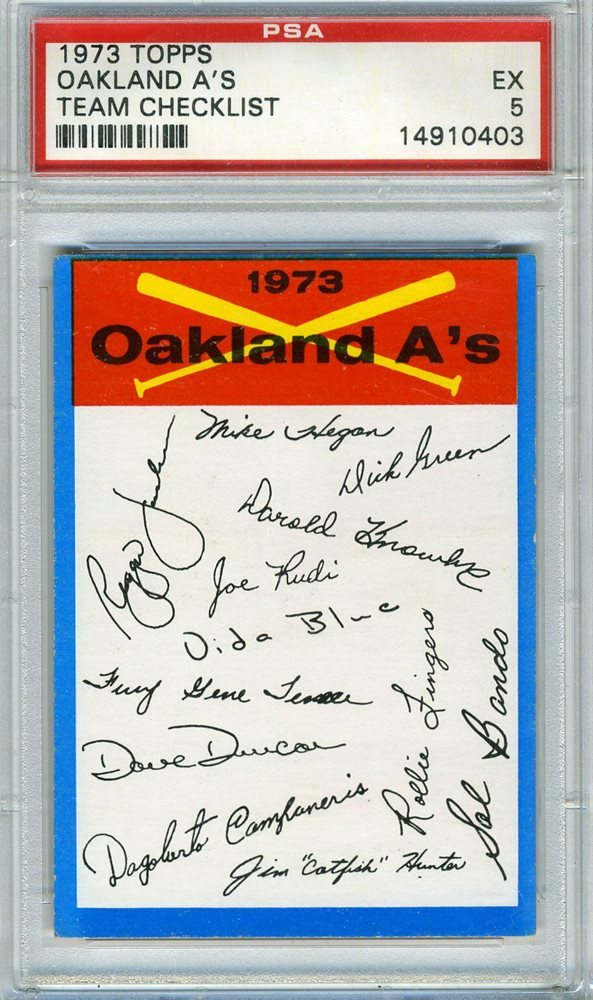 PSA
1973 TOPPS
OAKLAND A'S EX
TEAM CHECKLIST 5
14910403
1973
Oakland A's
Mike Hegan
Dick Green
Reggie Jackson
Darold Knowles
Joe Rudi
Vida Blue
Fury Gene Tenace
Dave Duncan
Rollie Fingers
Sal Bando
Dagoberto Campaneris
Jim "Catfish" Hunter